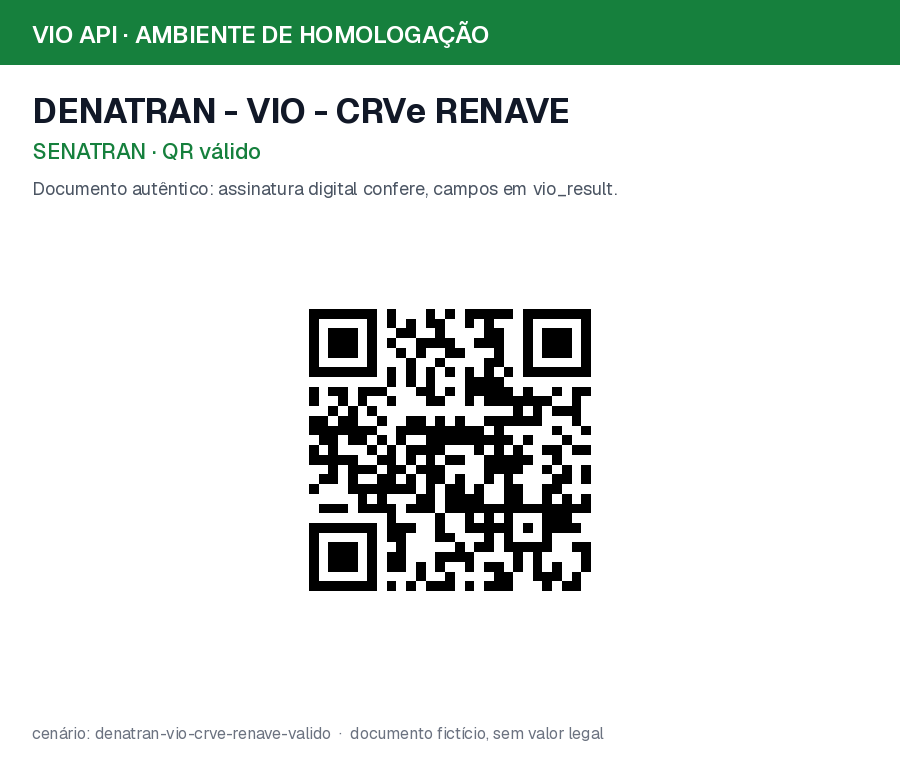 VIO API · AMBIENTE DE HOMOLOGAÇÃO
DENATRAN - VIO - CRVe RENAVE
SENATRAN · QR válido
Documento autêntico: assinatura digital confere, campos em vio_result.
cenário: denatran-vio-crve-renave-valido · documento fictício, sem valor legal